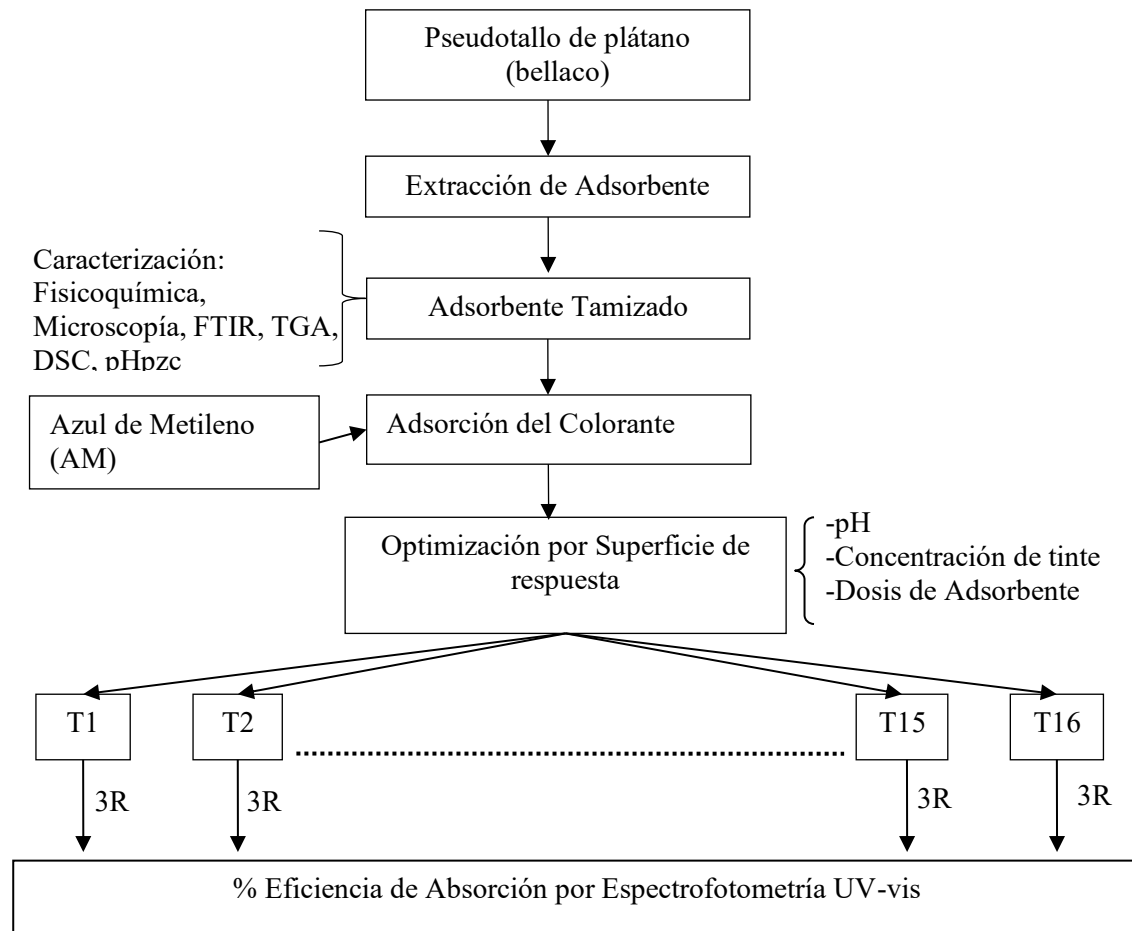 Pseudotallo de plátano
(bellaco)
Extracción de Adsorbente
Caracterización:
Fisicoquímica,
Microscopía, FTIR, TGA,
DSC, pHpzc
Adsorbente Tamizado
Azul de Metileno
(AM)
Adsorción del Colorante
Optimización por Superficie de
respuesta
-pH
-Concentración de tinte
-Dosis de Adsorbente
T1
T2
T15
T16
3R
3R
3R
3R
% Eficiencia de Absorción por Espectrofotometría UV-vis